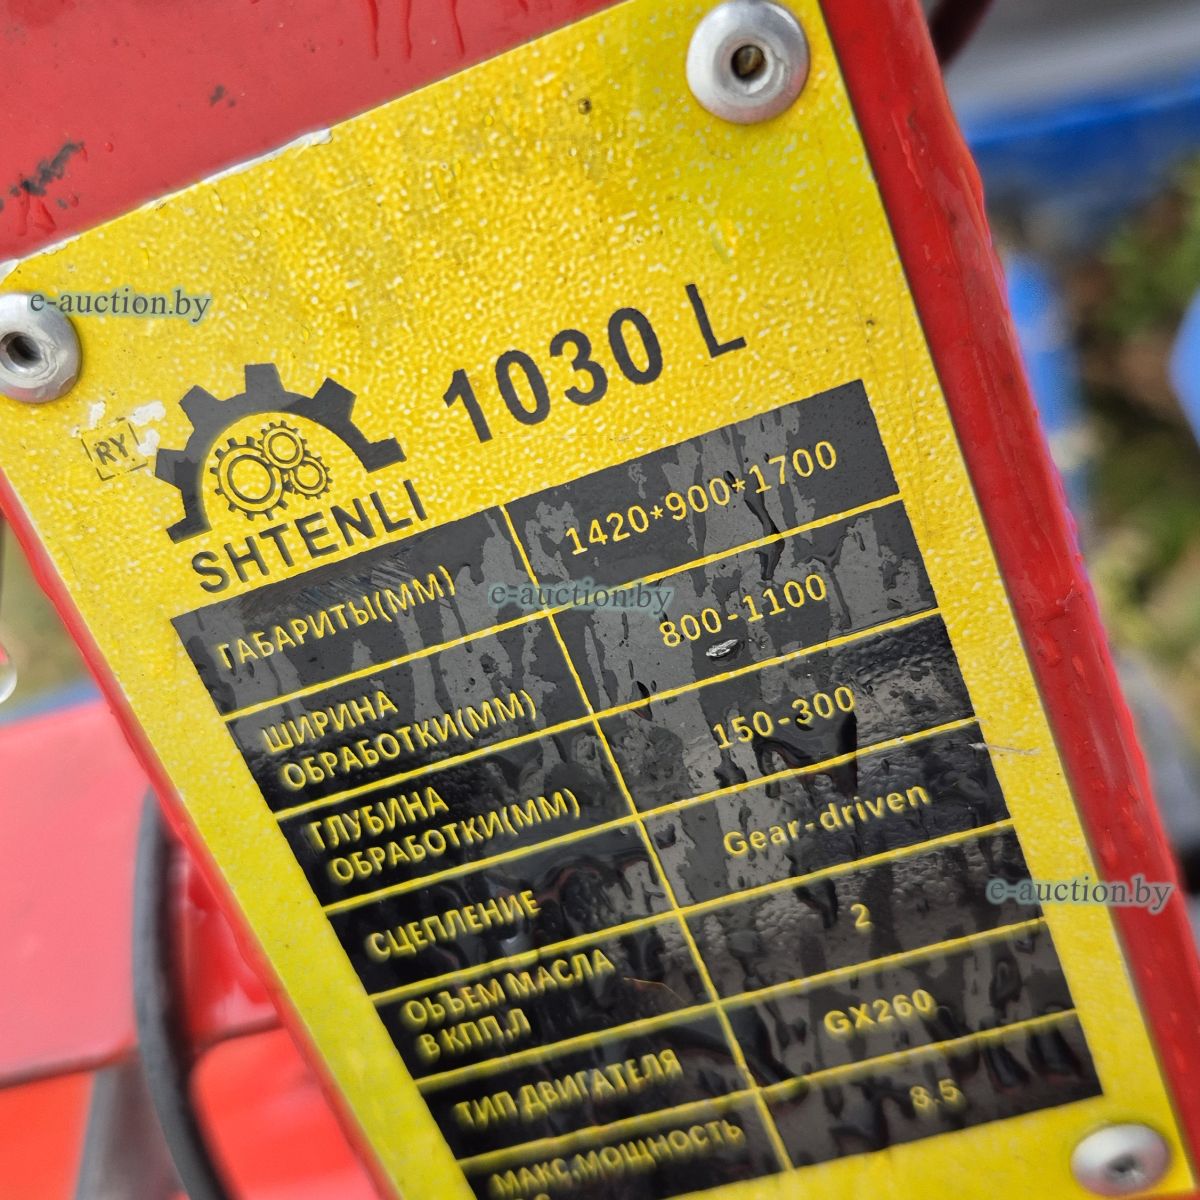 e-auction.by
1030 L
RY
SHTENLI
ГАБАРИТЫ(ММ) 1420*900*1700
e-auction.by
ШИРИНА
ОБРАБОТКИ(ММ) 800-1100
ГЛУБИНА
ОБРАБОТКИ(ММ) 150-300
СЦЕПЛЕНИЕ Gear-driven
e-auction.by
ОБЪЕМ МАСЛА
В КПП,Л 2
ТИП ДВИГАТЕЛЯ GX260
МАКС.МОЩНОСТЬ 8.5